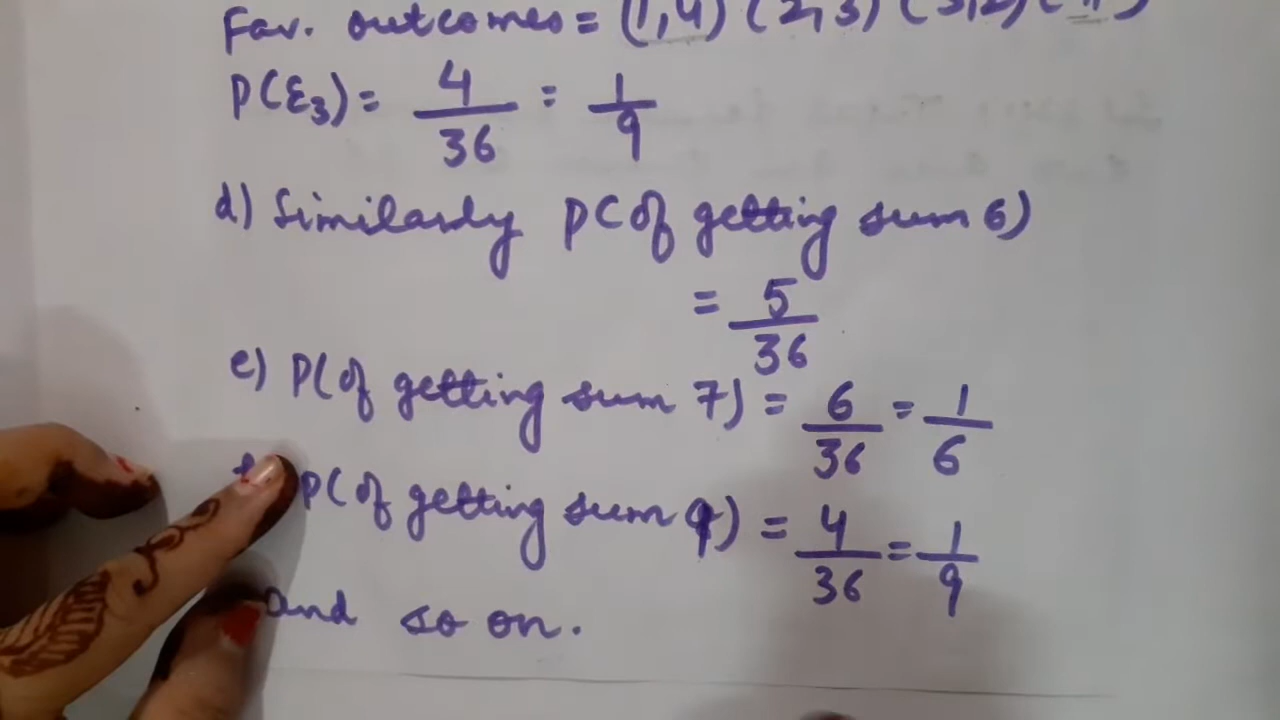 Fav. outcomes = (1,4) (2,3) (3,2)
P(ε₃) = 4/36 = 1/9
d) Similarly P(of getting sum 6)
= 5/36
e) P(of getting sum 7) = 6/36 = 1/6
P(of getting sum 9) = 4/36 = 1/9
and so on.